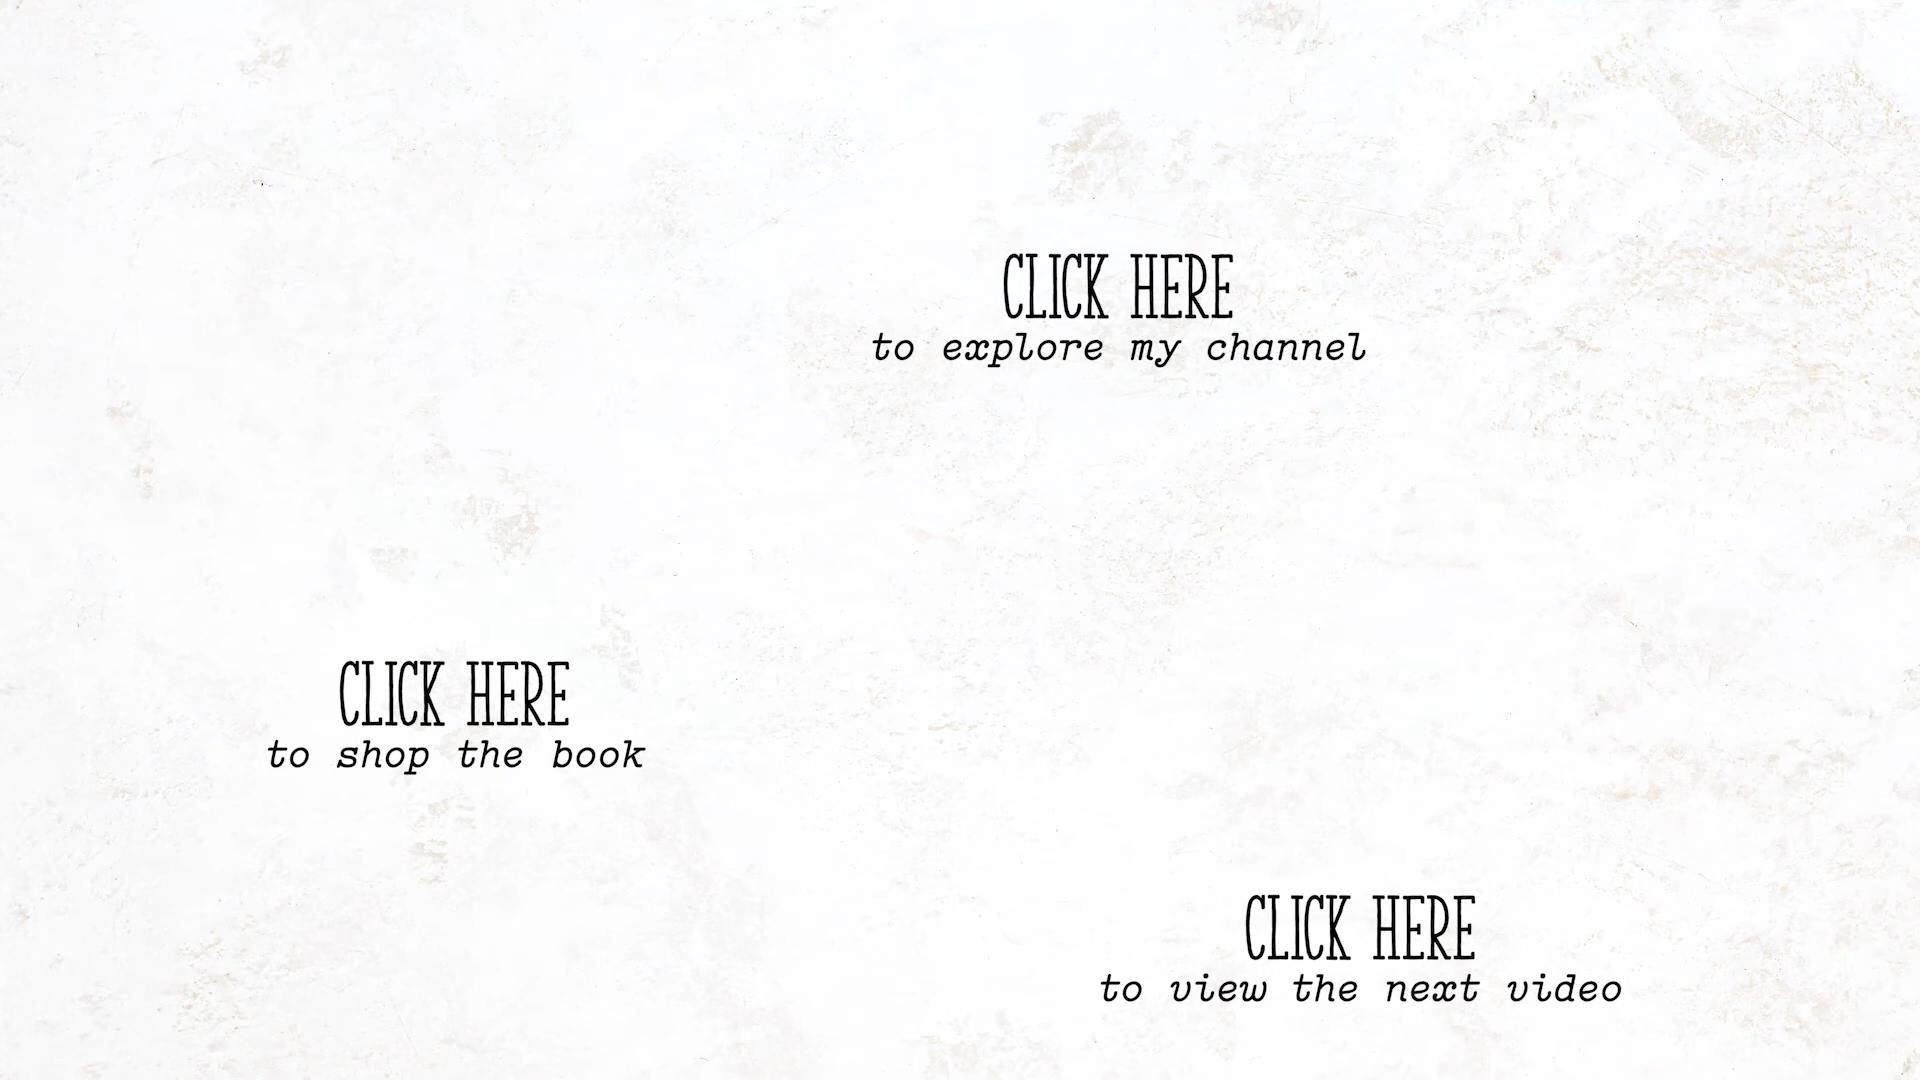 CLICK HERE
to explore my channel
CLICK HERE
to shop the book
CLICK HERE
to view the next video